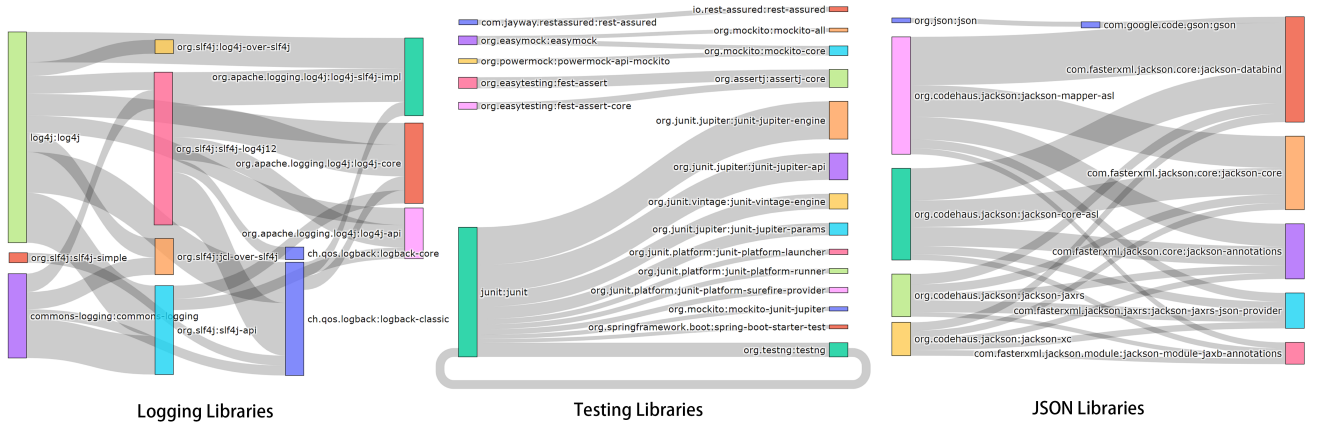 org.slf4j:log4j-over-slf4j
org.apache.logging.log4j:log4j-slf4j-impl
log4j:log4j
org.slf4j:slf4j-log4j12
org.apache.logging.log4j:log4j-core
org.apache.logging.log4j:log4j-api
org.slf4j:slf4j-simple
org.slf4j:jcl-over-slf4j
ch.qos.logback:logback-core
commons-logging:commons-logging
org.slf4j:slf4j-api
ch.qos.logback:logback-classic
Logging Libraries
io.rest-assured:rest-assured
com.jayway.restassured:rest-assured
org.mockito:mockito-all
org.easymock:easymock
org.mockito:mockito-core
org.powermock:powermock-api-mockito
org.assertj:assertj-core
org.easytesting:fest-assert
org.easytesting:fest-assert-core
org.junit.jupiter:junit-jupiter-engine
org.junit.jupiter:junit-jupiter-api
org.junit.vintage:junit-vintage-engine
org.junit.jupiter:junit-jupiter-params
org.junit.platform:junit-platform-launcher
org.junit.platform:junit-platform-runner
junit:junit
org.junit.platform:junit-platform-surefire-provider
org.mockito:mockito-junit-jupiter
org.springframework.boot:spring-boot-starter-test
org.testng:testng
Testing Libraries
org.json:json
com.google.code.gson:gson
com.fasterxml.jackson.core:jackson-databind
org.codehaus.jackson:jackson-mapper-asl
com.fasterxml.jackson.core:jackson-core
org.codehaus.jackson:jackson-core-asl
com.fasterxml.jackson.core:jackson-annotations
org.codehaus.jackson:jackson-jaxrs
com.fasterxml.jackson.jaxrs:jackson-jaxrs-json-provider
org.codehaus.jackson:jackson-xc
com.fasterxml.jackson.module:jackson-module-jaxb-annotations
JSON Libraries